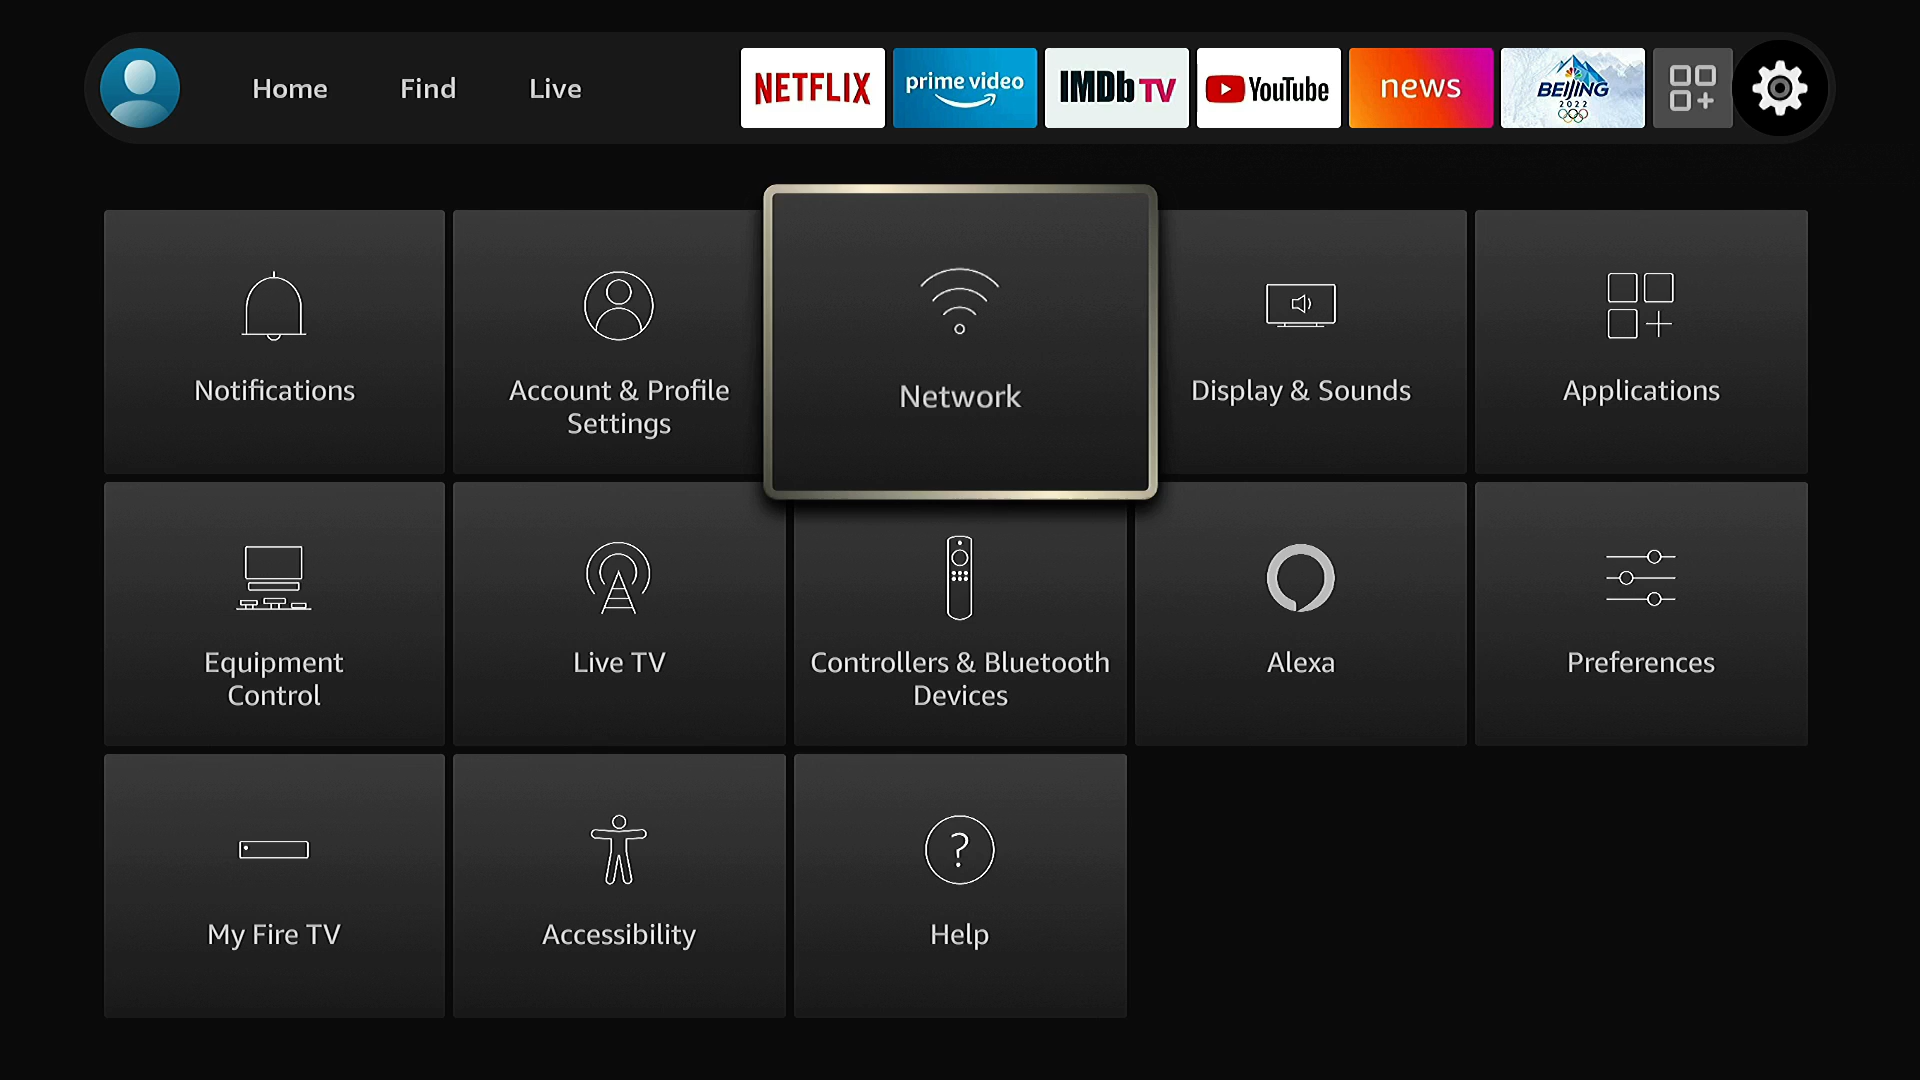 Home Find Live NETFLIX prime video IMDb TV YouTube news BEIJING
2022
Notifications Account & Profile Network Display & Sounds Applications
Settings
Equipment Live TV Controllers & Bluetooth Alexa Preferences
Control Devices
My Fire TV Accessibility Help
?